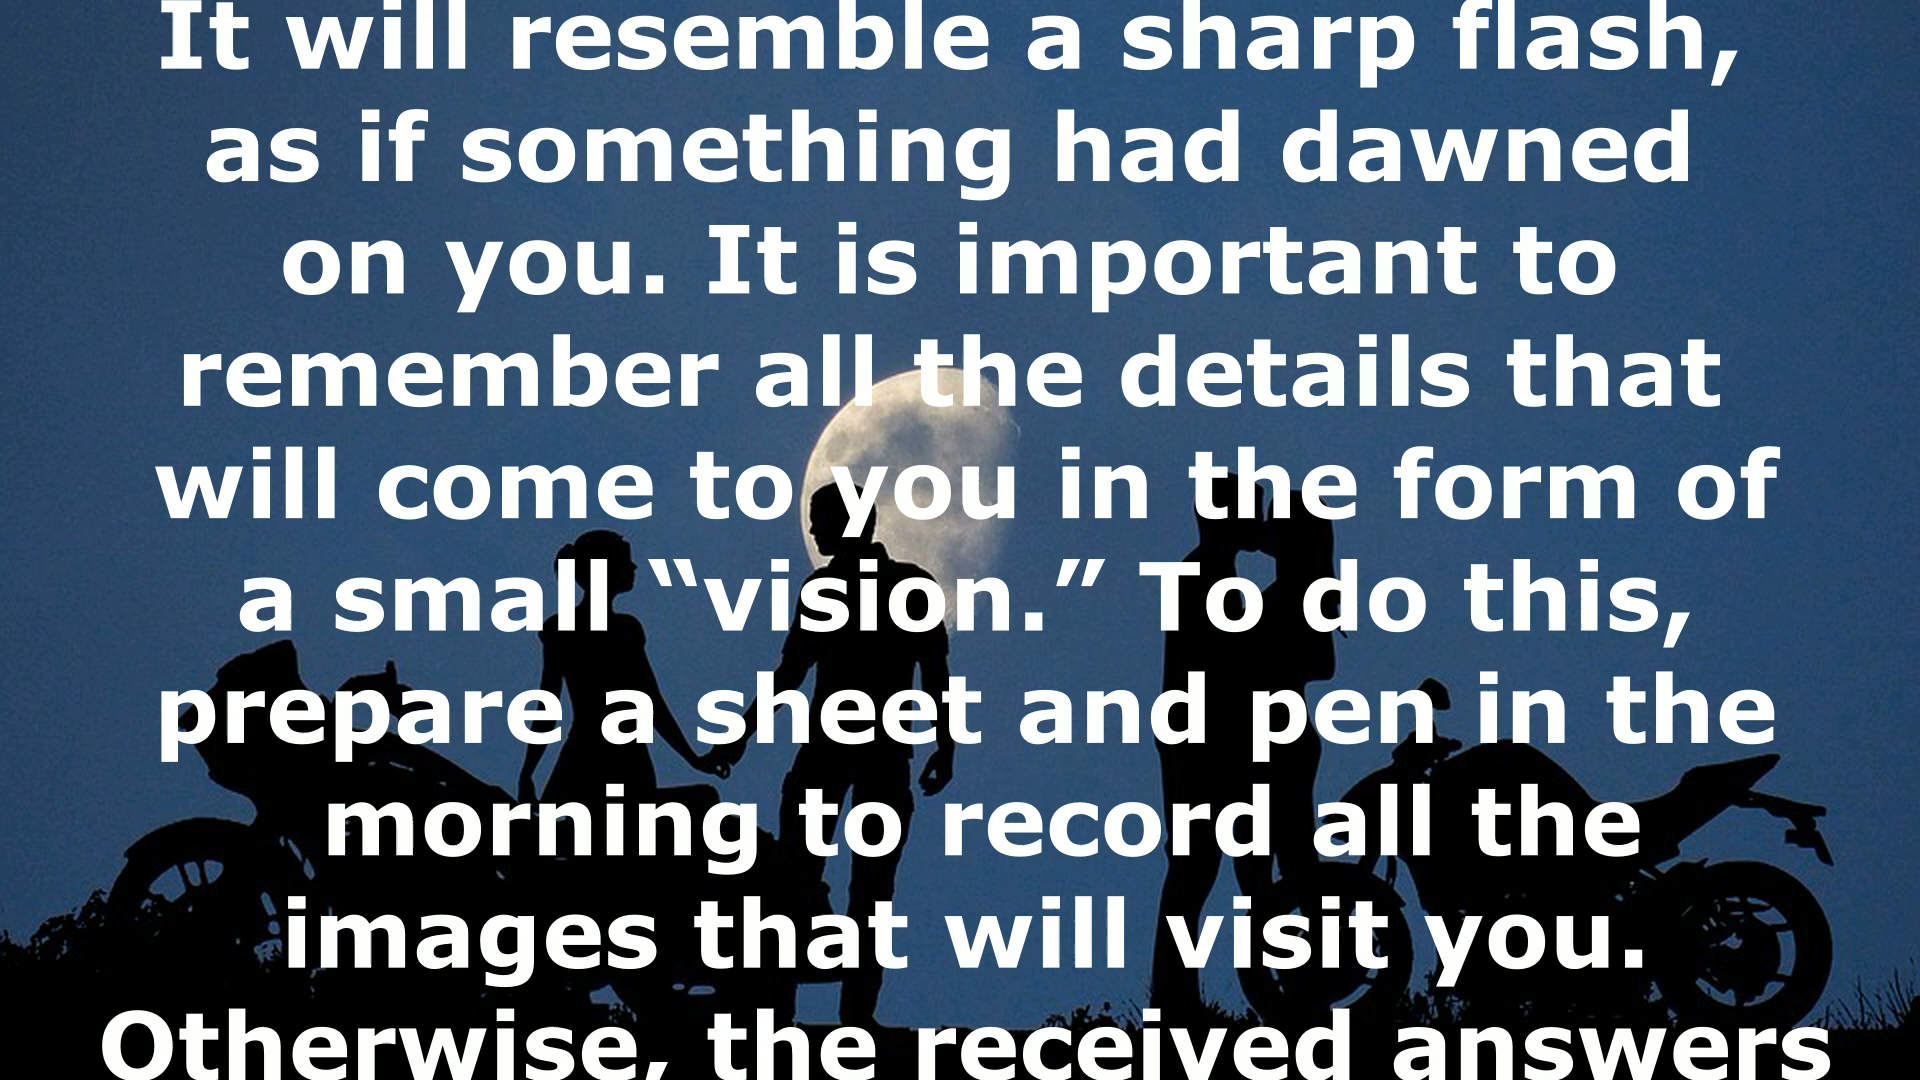 It will resemble a sharp flash,
as if something had dawned
on you. It is important to
remember all the details that
will come to you in the form of
a small “vision.” To do this,
prepare a sheet and pen in the
morning to record all the
images that will visit you.
Otherwise, the received answers